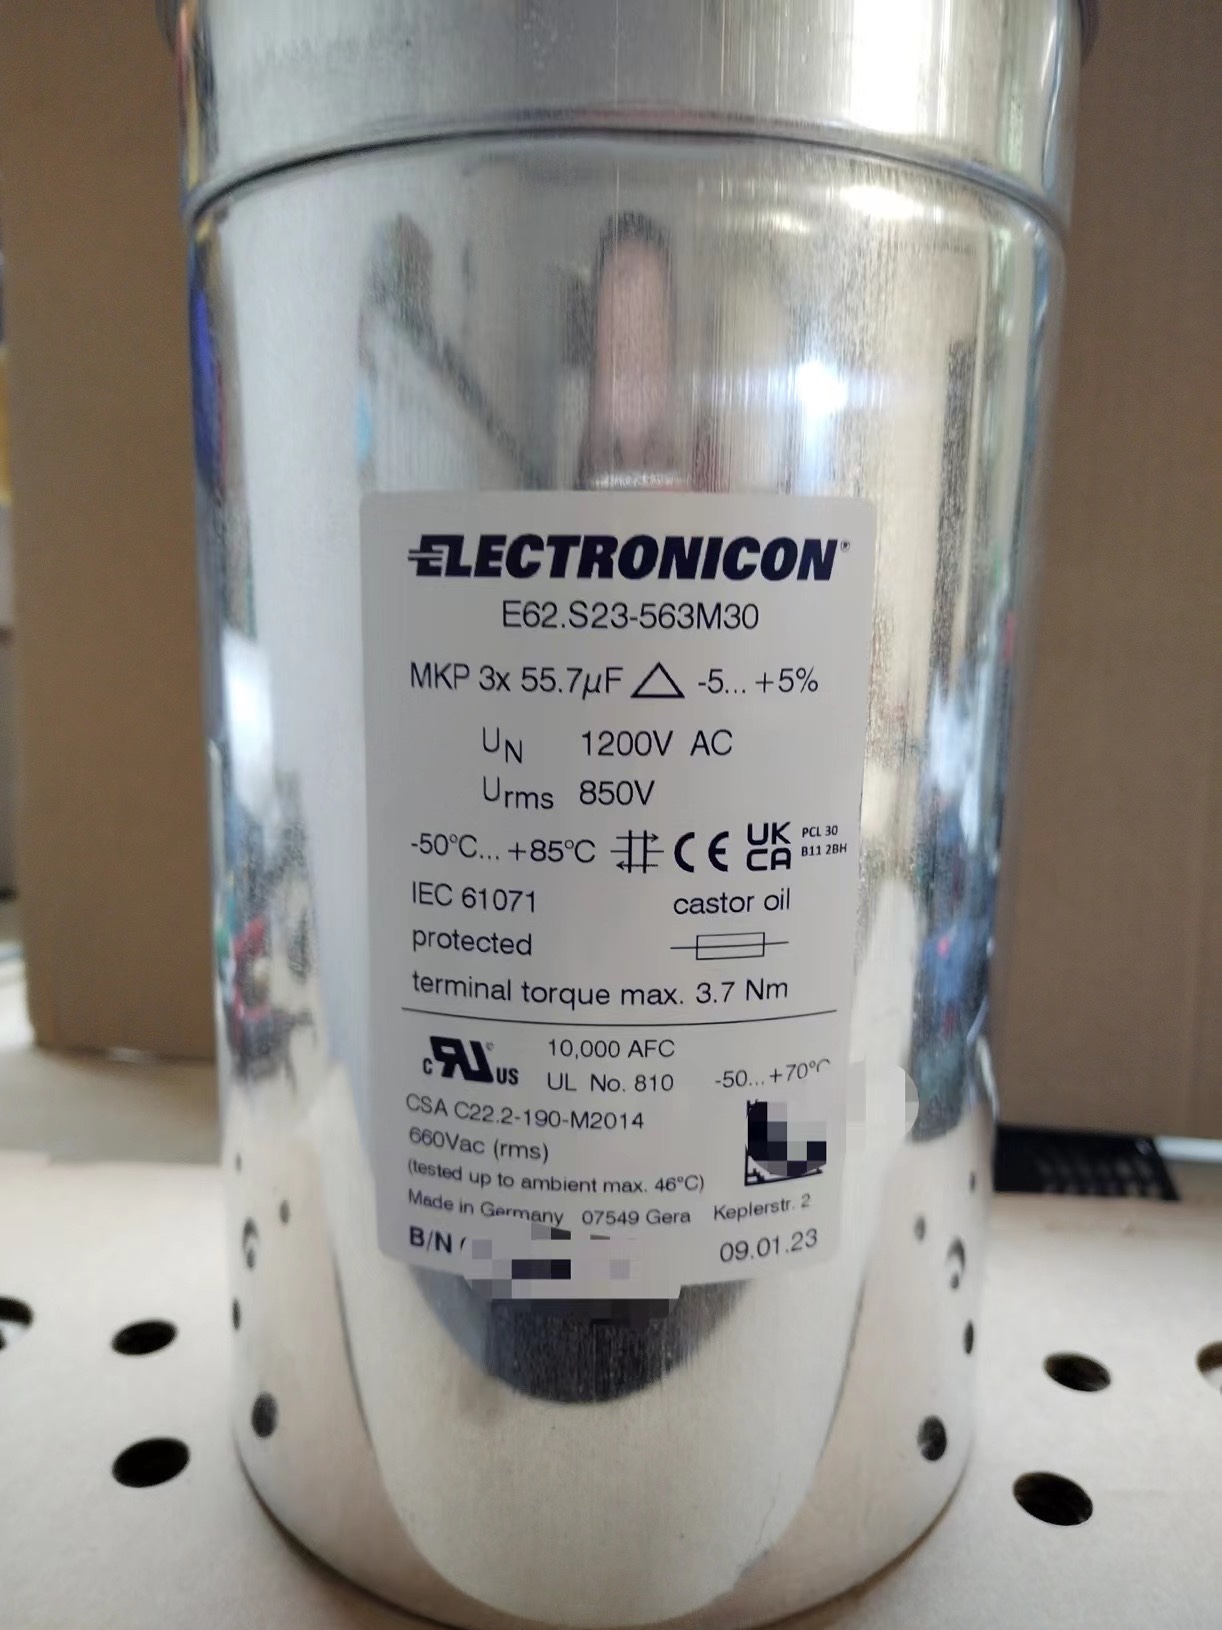 ELECTRONICON®
E62.S23-563M30
MKP 3x 55.7µF △ -5... +5%
UN 1200V AC
Urms 850V
-50°C... +85°C CE UK CA PCL 30 B11 2BH
IEC 61071 castor oil
protected
terminal torque max. 3.7 Nm
c RU® US 10,000 AFC
UL No. 810 -50...+70°C
CSA C22.2-190-M2014
660Vac (rms)
(tested up to ambient max. 46°C)
Made in Germany 07549 Gera Keplerstr. 2
B/N 09.01.23